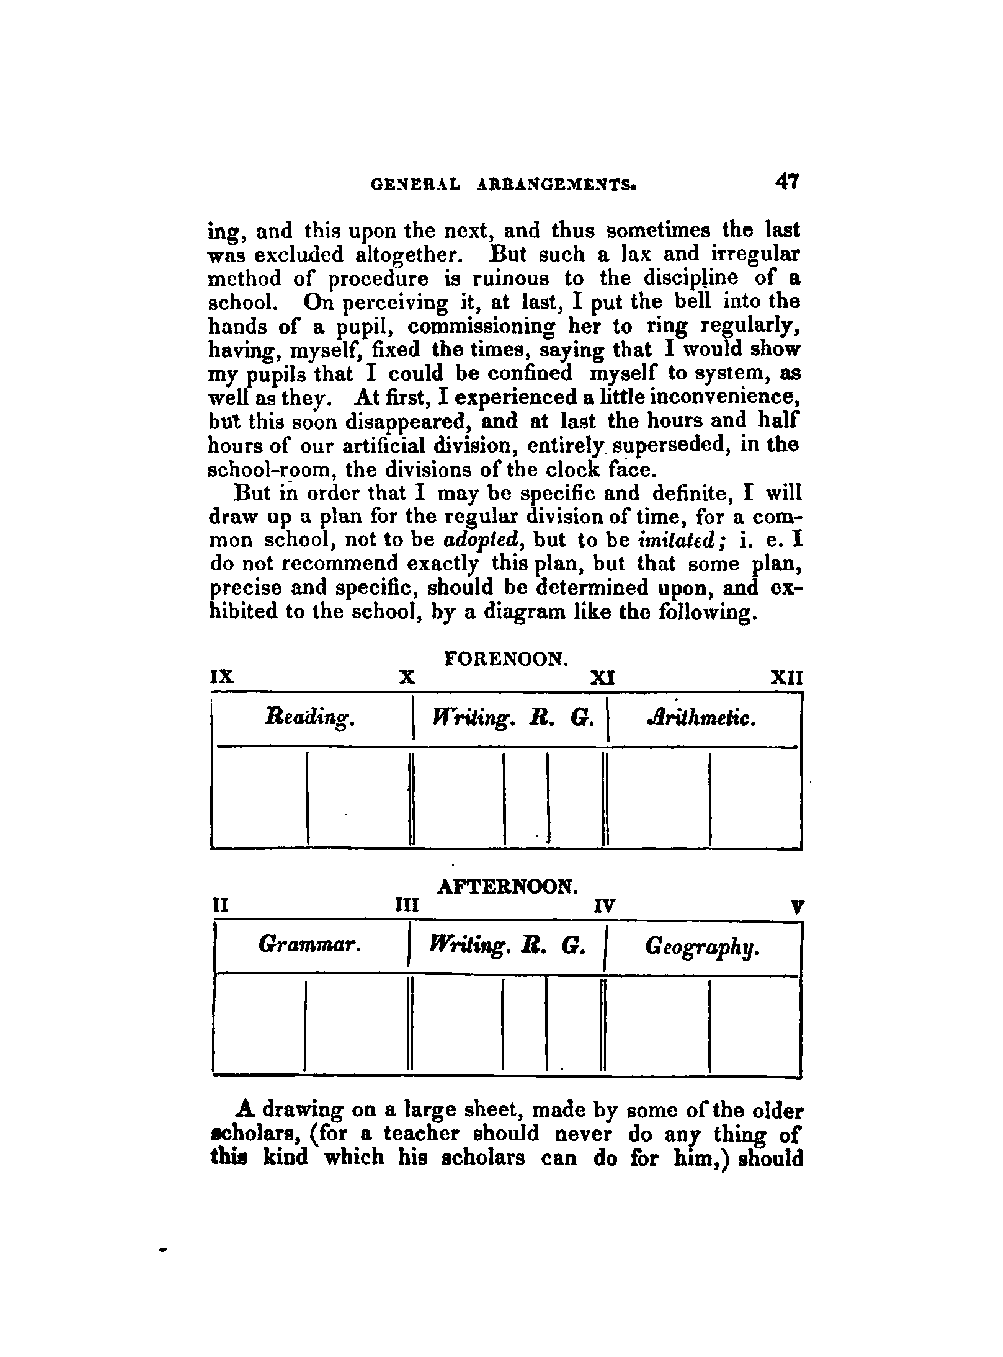 GENERAL ARRANGEMENTS. 47
ing, and this upon the next, and thus sometimes the last
was excluded altogether. But such a lax and irregular
method of procedure is ruinous to the discipline of a
school. On perceiving it, at last, I put the bell into the
hands of a pupil, commissioning her to ring regularly,
having, myself, fixed the times, saying that I would show
my pupils that I could be confined myself to system, as
well as they. At first, I experienced a little inconvenience,
but this soon disappeared, and at last the hours and half
hours of our artificial division, entirely superseded, in the
school-room, the divisions of the clock face.
But in order that I may be specific and definite, I will
draw up a plan for the regular division of time, for a com-
mon school, not to be adopted, but to be imitated; i. e. I
do not recommend exactly this plan, but that some plan,
precise and specific, should be determined upon, and ex-
hibited to the school, by a diagram like the following.
FORENOON.
IX X XI XII
Reading. Writing. R. G. Arithmetic.
AFTERNOON.
II III IV V
Grammar. Writing. R. G. Geography.
A drawing on a large sheet, made by some of the older
scholars, (for a teacher should never do any thing of
this kind which his scholars can do for him,) should